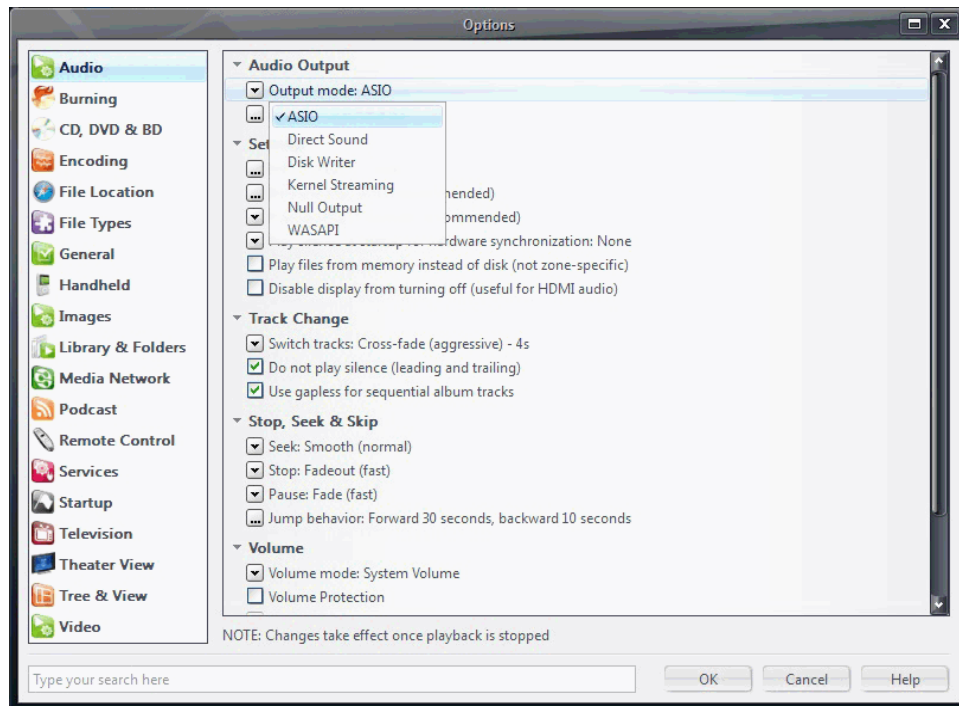 Options
Audio
Burning
CD, DVD & BD
Encoding
File Location
File Types
General
Handheld
Images
Library & Folders
Media Network
Podcast
Remote Control
Services
Startup
Television
Theater View
Tree & View
Video
Audio Output
Output mode: ASIO
ASIO
Direct Sound
Disk Writer
Kernel Streaming
Null Output
WASAPI
Set
hardware synchronization: None
Play files from memory instead of disk (not zone-specific)
Disable display from turning off (useful for HDMI audio)
Track Change
Switch tracks: Cross-fade (aggressive) - 4s
Do not play silence (leading and trailing)
Use gapless for sequential album tracks
Stop, Seek & Skip
Seek: Smooth (normal)
Stop: Fadeout (fast)
Pause: Fade (fast)
Jump behavior: Forward 30 seconds, backward 10 seconds
Volume
Volume mode: System Volume
Volume Protection
NOTE: Changes take effect once playback is stopped
Type your search here
OK
Cancel
Help